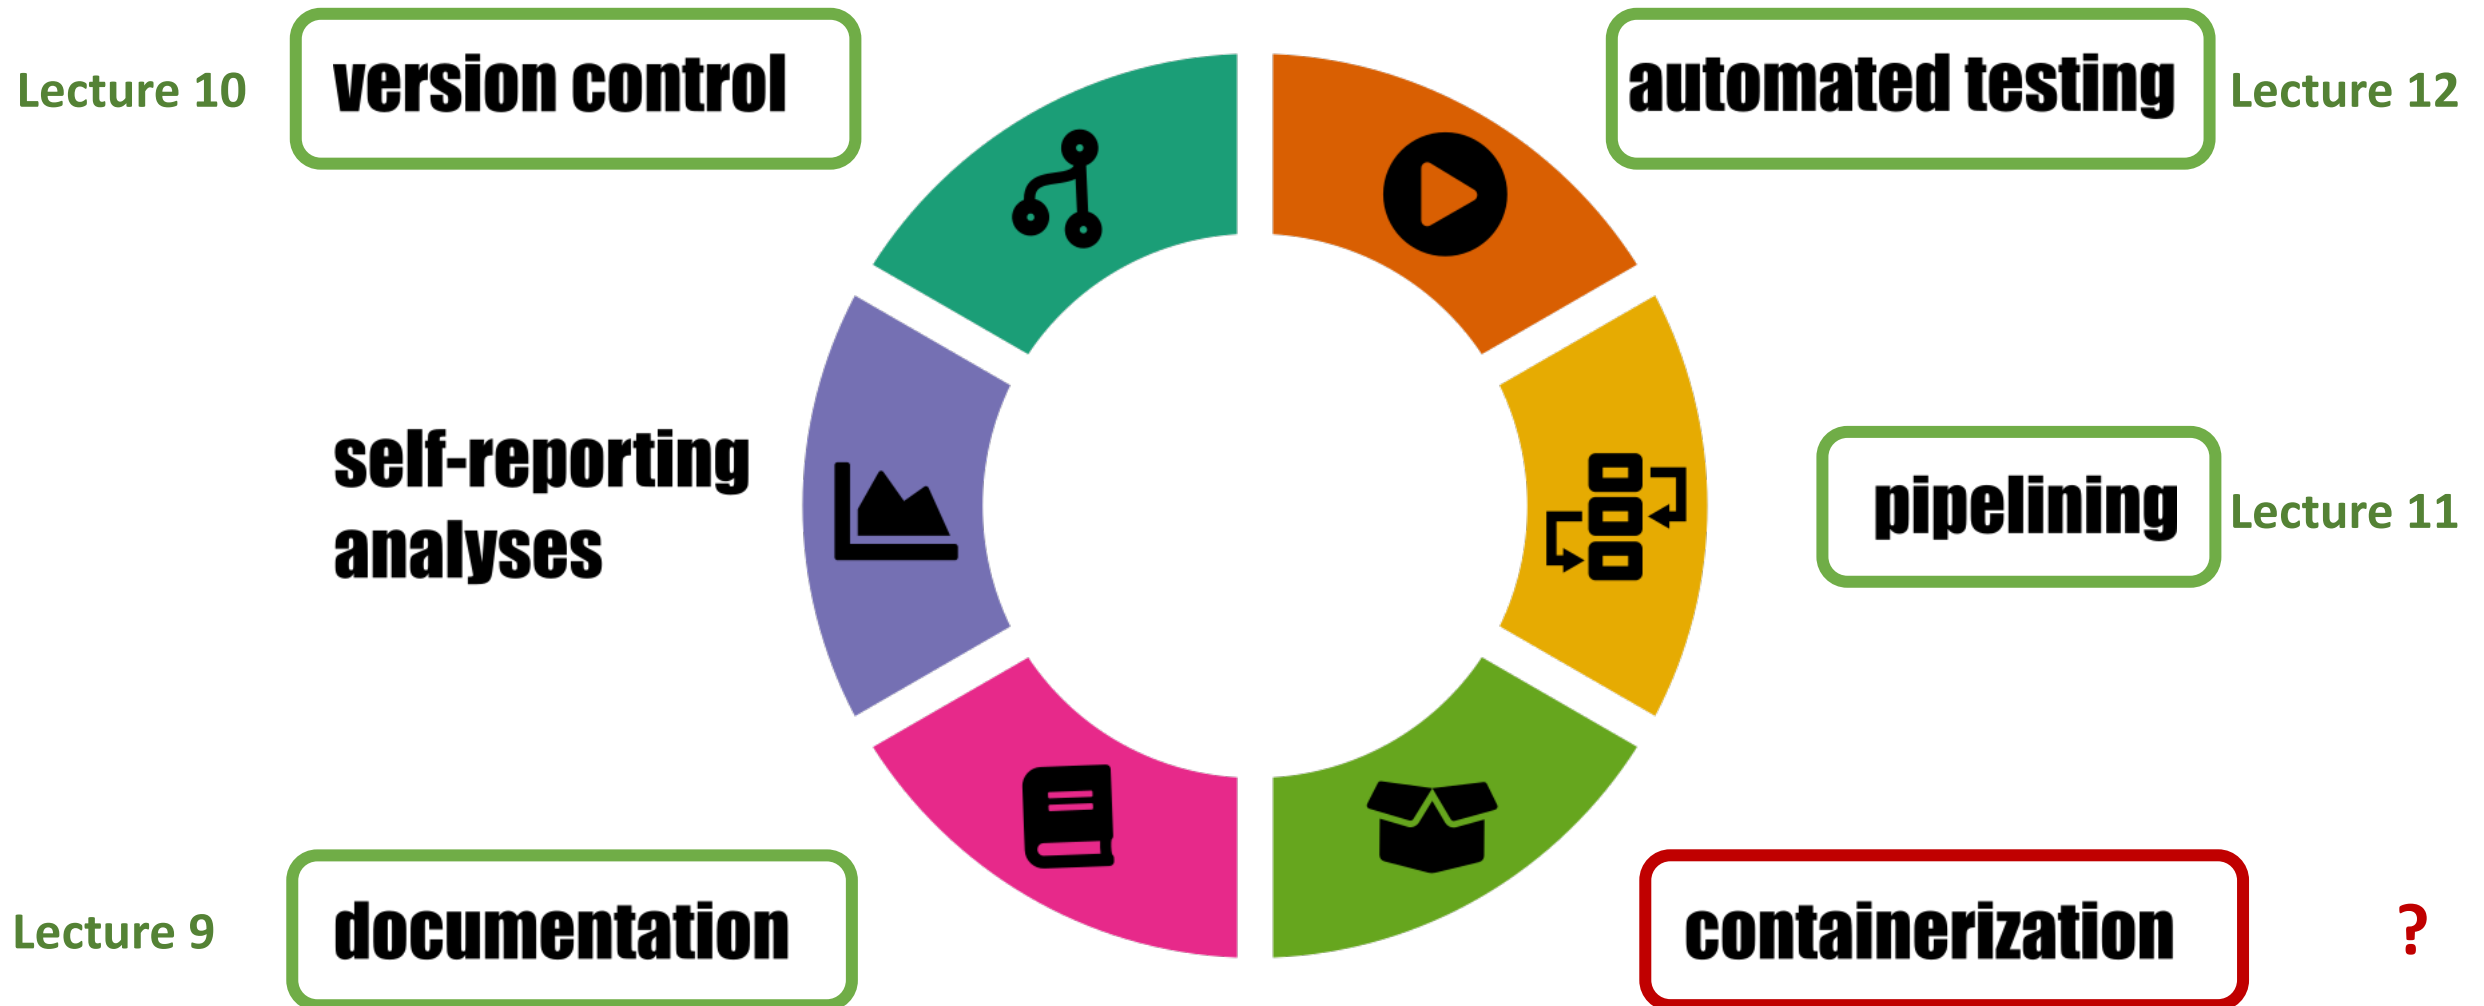 Lecture 10
version control
automated testing
Lecture 12
self-reporting
analyses
pipelining
Lecture 11
Lecture 9
documentation
containerization
?